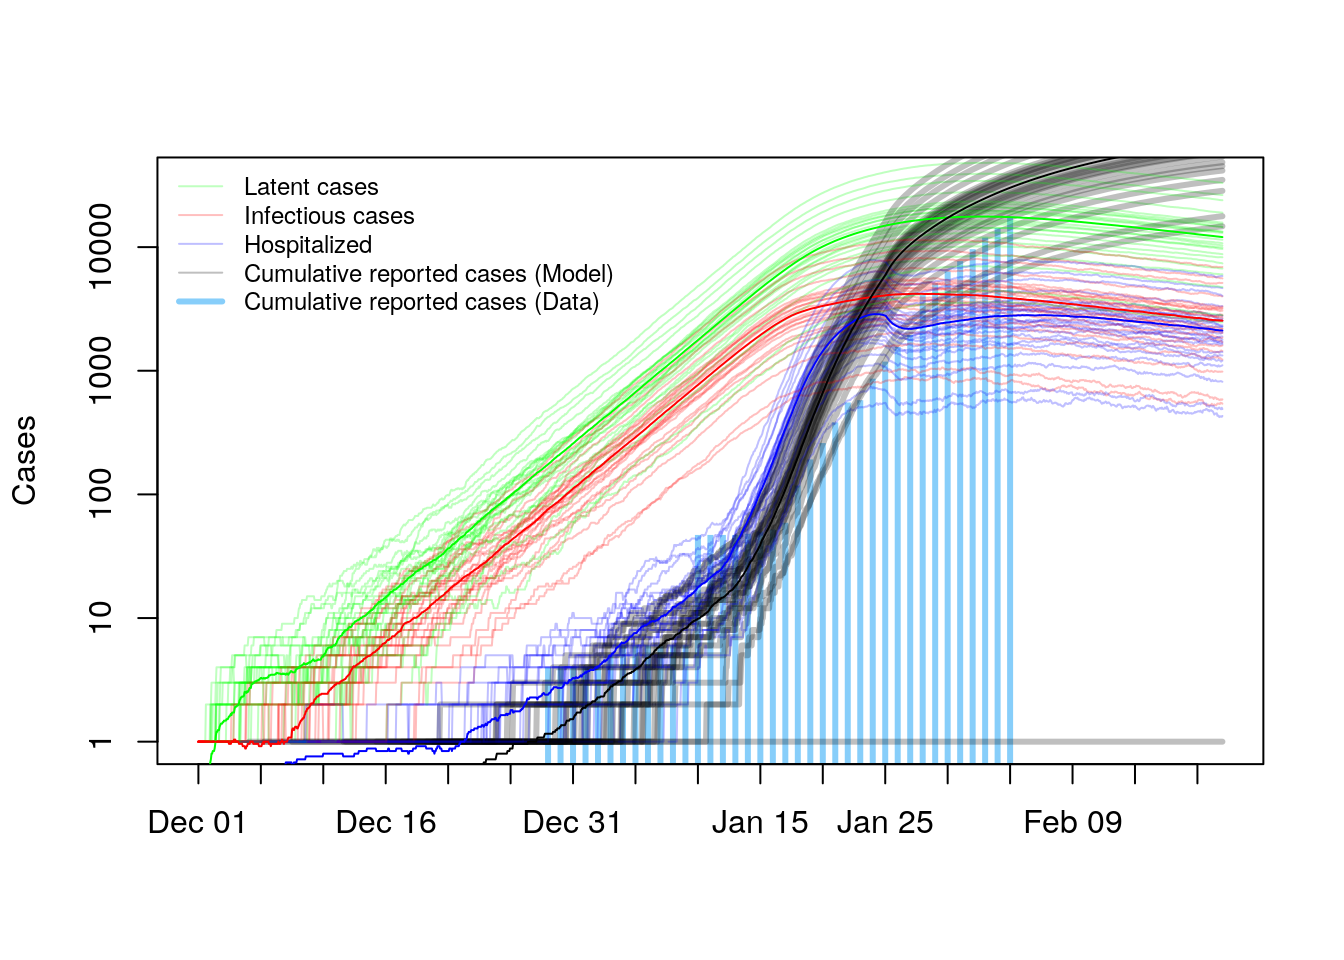 Latent cases
Infectious cases
Hospitalized
Cumulative reported cases (Model)
Cumulative reported cases (Data)
Cases
10000
1000
100
10
1
Dec 01 Dec 16 Dec 31 Jan 15 Jan 25 Feb 09